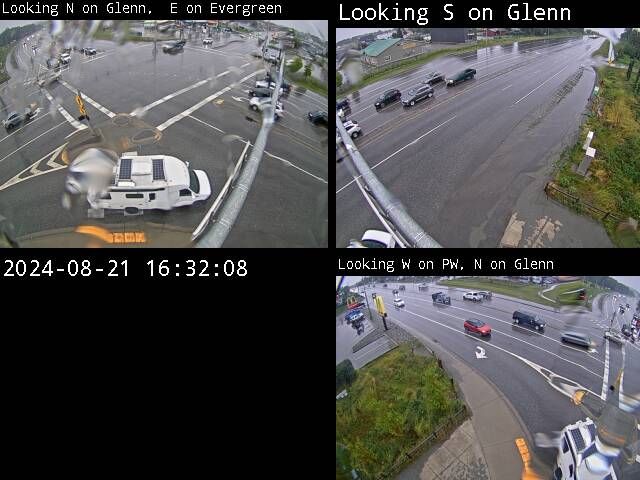 Looking N on Glenn,  E on Evergreen
Looking S on Glenn
2024-08-21 16:32:08
Looking W on PW, N on Glenn